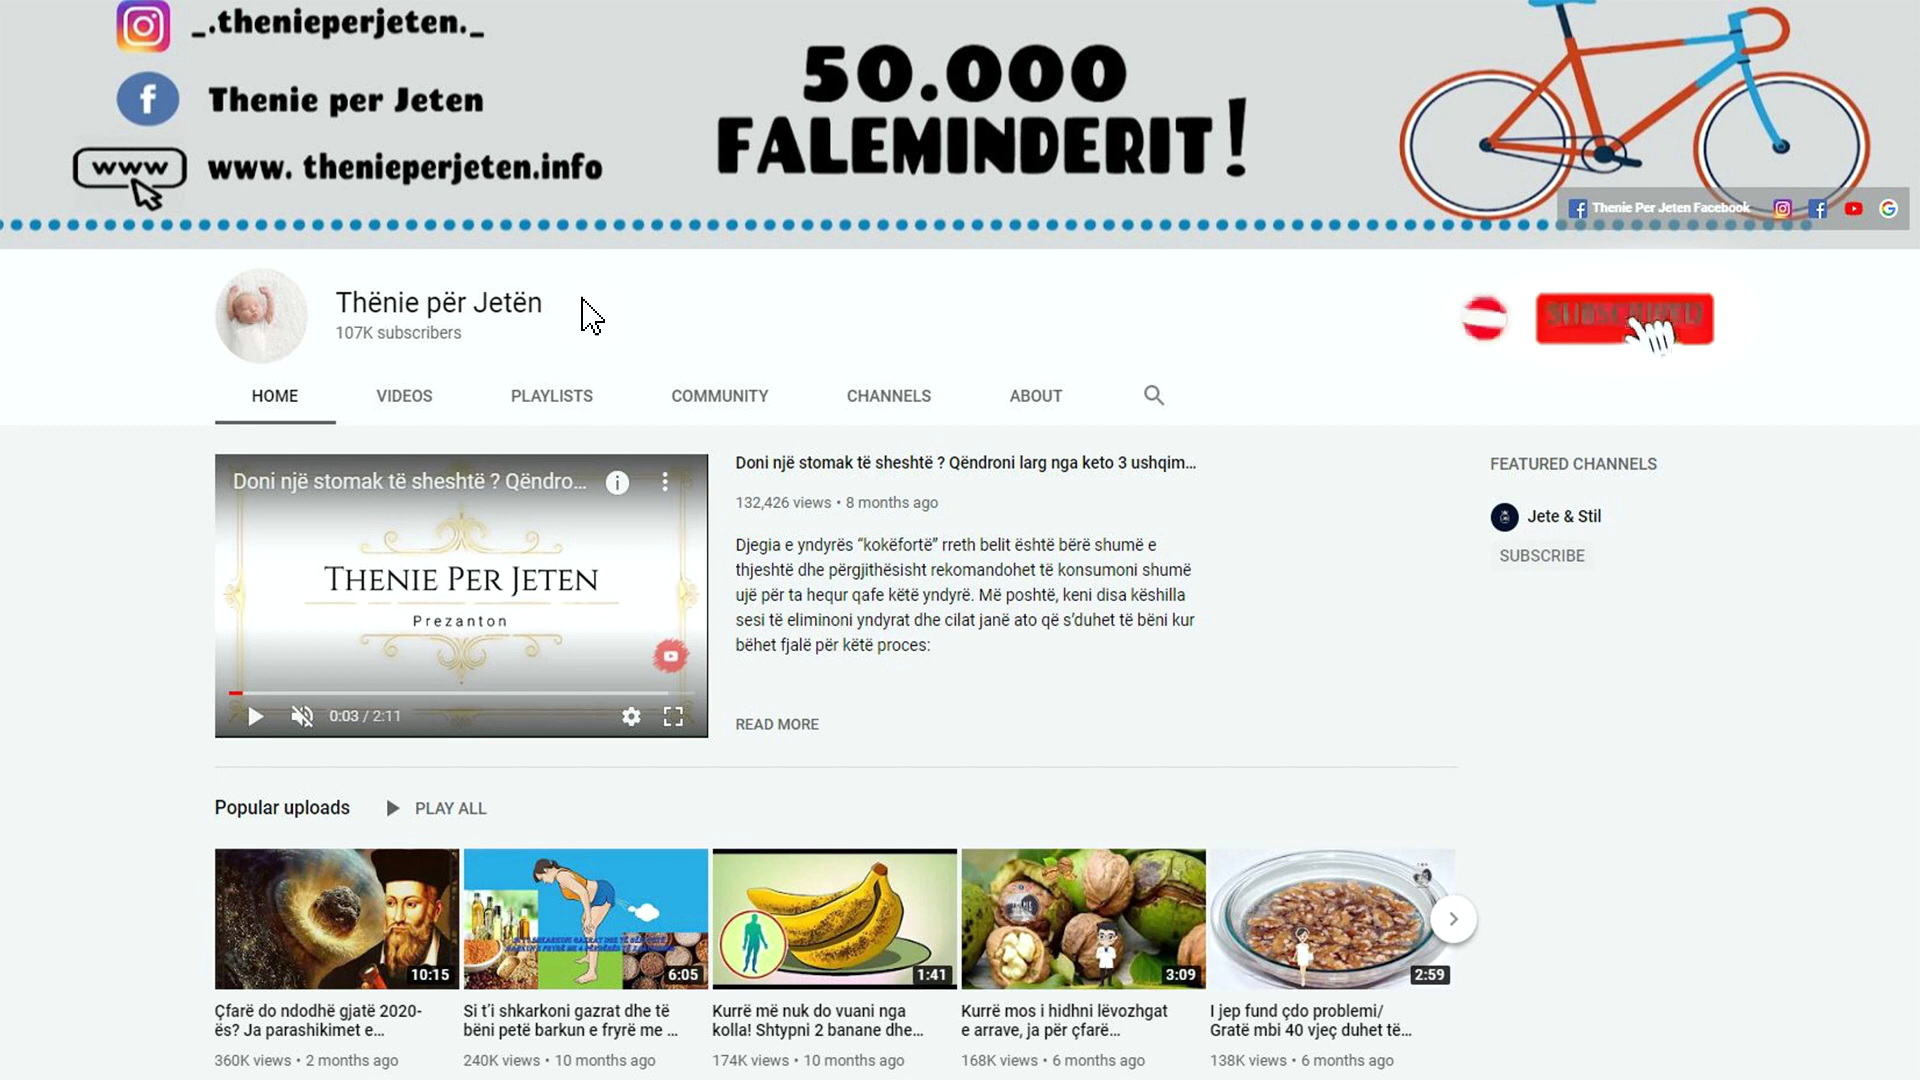 _.thenieperjeten._
Thenie per Jeten
www
www. thenieperjeten.info
50.000
FALEMINDERIT!
Thenie Per Jeten Facebook
Thënie për Jetën
107K subscribers
HOME
VIDEOS
PLAYLISTS
COMMUNITY
CHANNELS
ABOUT
Doni një stomak të sheshtë ? Qëndro...
THENIE PER JETEN
Prezanton
0:03 / 2:11
Doni një stomak të sheshtë ? Qëndroni larg nga keto 3 ushqim...
132,426 views • 8 months ago
Djegia e yndyrës “kokëfortë” rreth belit është bërë shumë e
thjeshtë dhe përgjithësisht rekomandohet të konsumoni shumë
ujë për ta hequr qafe këtë yndyrë. Më poshtë, keni disa këshilla
sesi të eliminoni yndyrat dhe cilat janë ato që s’duhet të bëni kur
bëhet fjalë për këtë proces:
READ MORE
FEATURED CHANNELS
Jete & Stil
SUBSCRIBE
Popular uploads
PLAY ALL
10:15
6:05
1:41
3:09
2:59
Çfarë do ndodhë gjatë 2020-
ës? Ja parashikimet e...
360K views • 2 months ago
Si t’i shkarkoni gazrat dhe të
bëni petë barkun e fryrë me ...
240K views • 10 months ago
Kurrë më nuk do vuani nga
kolla! Shtypni 2 banane dhe...
174K views • 10 months ago
Kurrë mos i hidhni lëvozhgat
e arrave, ja për çfarë...
168K views • 6 months ago
I jep fund çdo problemi/
Gratë mbi 40 vjeç duhet të...
138K views • 6 months ago